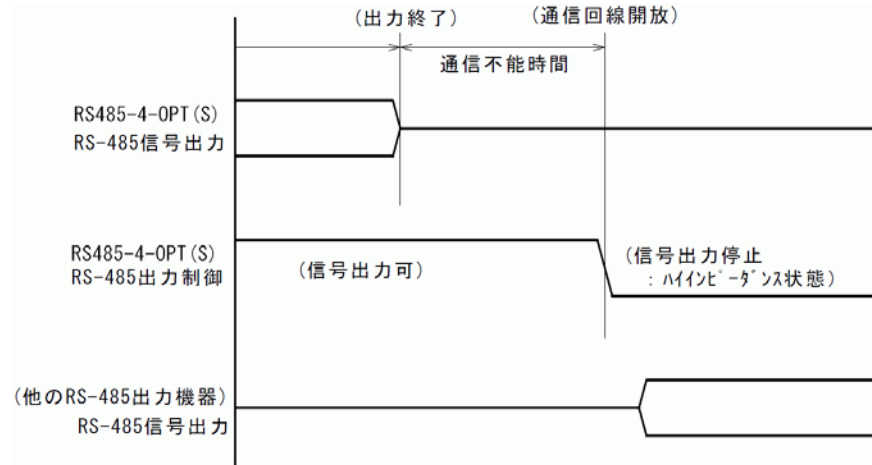 (出力終了)
(通信回線開放)
通信不能時間
RS485-4-OPT(S)
RS-485信号出力
RS485-4-OPT(S)
RS-485出力制御
(信号出力可)
(信号出力停止
:ﾊｲｲﾝﾋﾟｰﾀﾞﾝｽ状態)
(他のRS-485出力機器)
RS-485信号出力